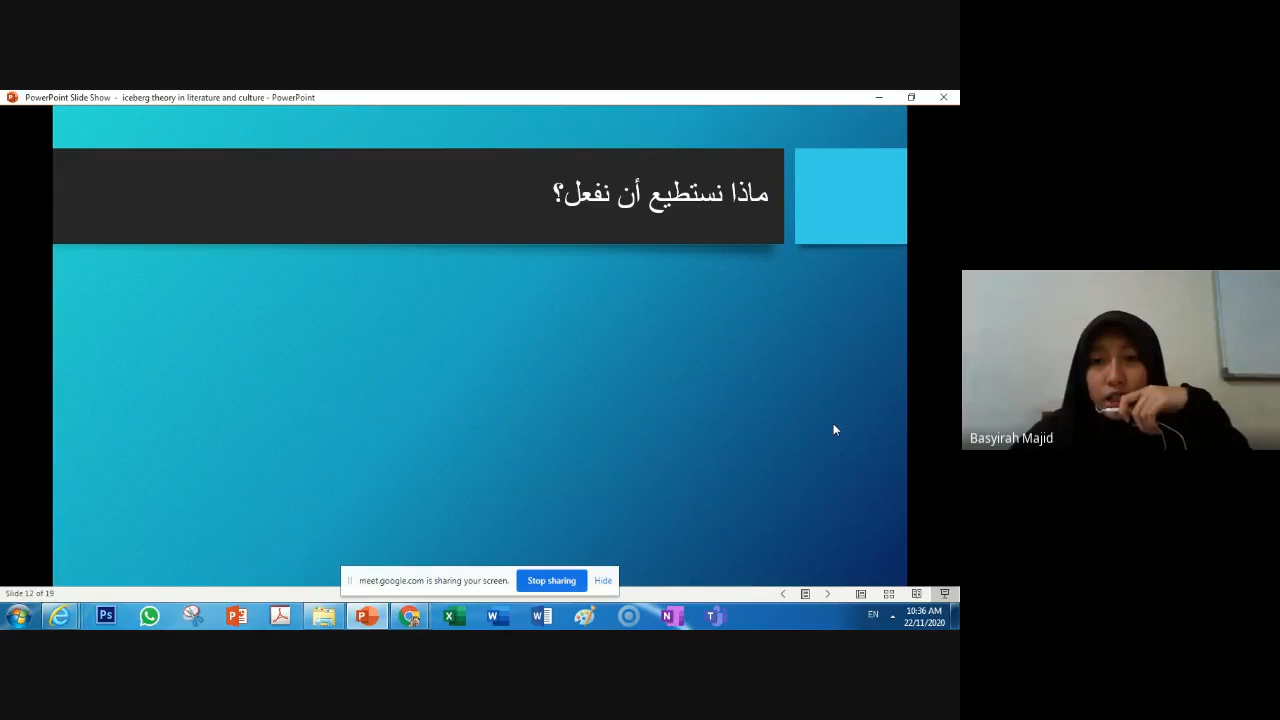 PowerPoint Slide Show - iceberg theory in literature and culture - PowerPoint
ماذا نستطيع أن نفعل؟
Basyirah Majid
meet.google.com is sharing your screen.
Stop sharing
Hide
Slide 12 of 19
EN
10:36 AM
22/11/2020